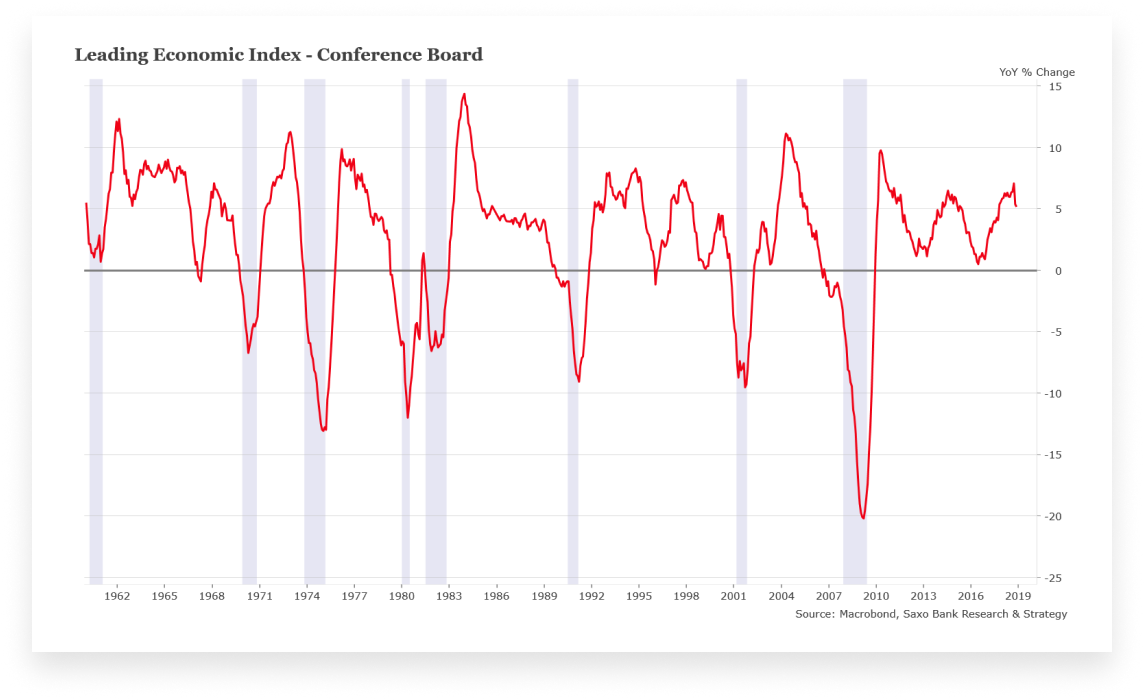 Leading Economic Index - Conference Board
YoY % Change
15
10
5
0
-5
-10
-15
-20
-25
1962 1965 1968 1971 1974 1977 1980 1983 1986 1989 1992 1995 1998 2001 2004 2007 2010 2013 2016 2019
Source: Macrobond, Saxo Bank Research & Strategy